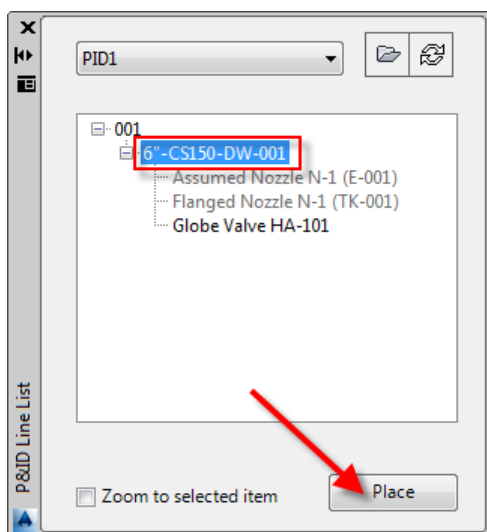 PID1
001
6"-CS150-DW-001
Assumed Nozzle N-1 (E-001)
Flanged Nozzle N-1 (TK-001)
Globe Valve HA-101
P&ID Line List
Zoom to selected item
Place